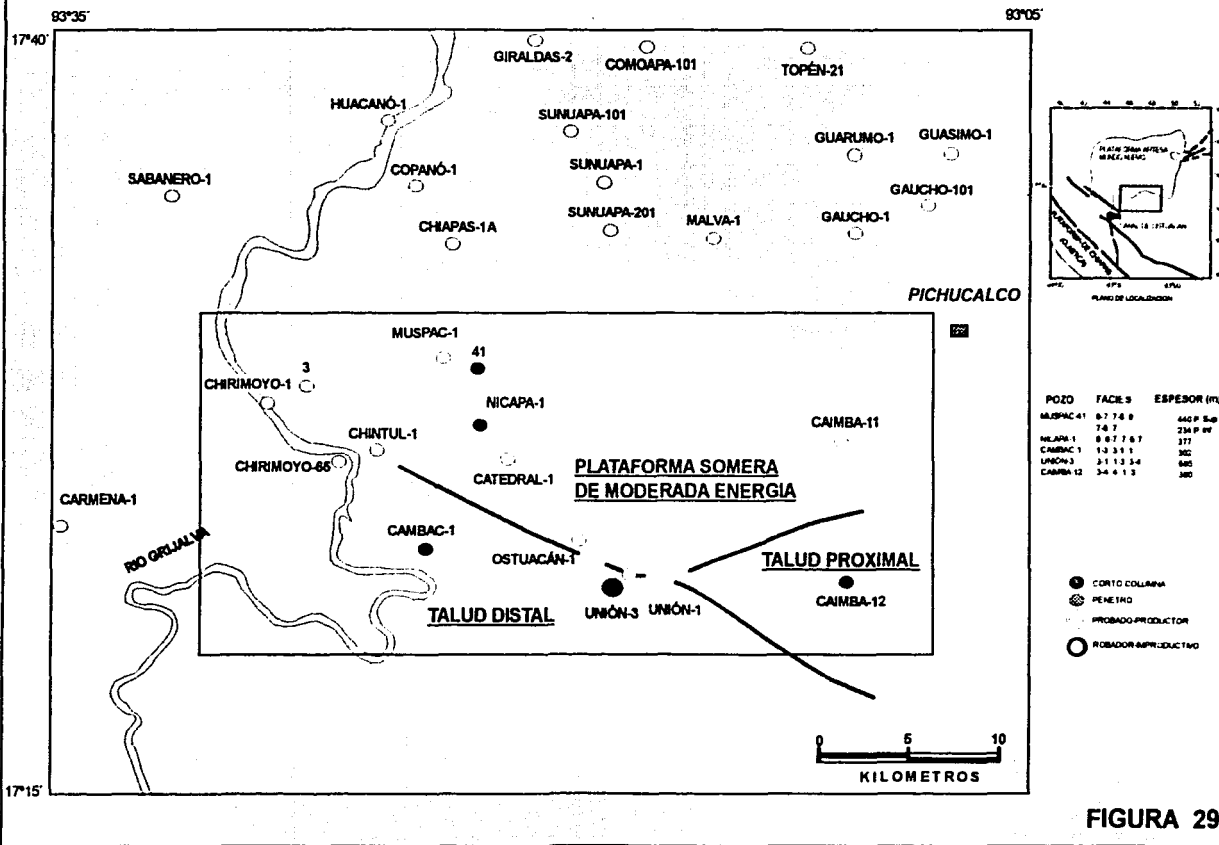 93°35'
93°05'
17°40'
GIRALDAS-2
COMOAPA-101
TOPÉN-21
HUACANÓ-1
SUNUAPA-101
GUARUMO-1
GUASIMO-1
SABANERO-1
COPANÓ-1
SUNUAPA-1
GAUCHO-101
CHIAPAS-1A
SUNUAPA-201
MALVA-1
GAUCHO-1
PICHUCALCO
MUSPAC-1
41
3
CHIRIMOYO-1
NICAPA-1
CHINTUL-1
CAIMBA-11
CHIRIMOYO-65
CATEDRAL-1
PLATAFORMA SOMERA
DE MODERADA ENERGIA
CARMENA-1
RIO GRIJALVA
CAMBAC-1
OSTUACÁN-1
TALUD PROXIMAL
TALUD DISTAL
UNIÓN-3
UNIÓN-1
CAIMBA-12
0 5 10
KILOMETROS
17°15'
PLANO DE LOCALIZACION
POZO FACIES ESPESOR (m)
MUSPAC-41
CAMBAC 1
UNIÓN-3
CAIMBA 12
CORTO COLUMNA
PENETRO
PROBADO-PRODUCTOR
FIGURA 29